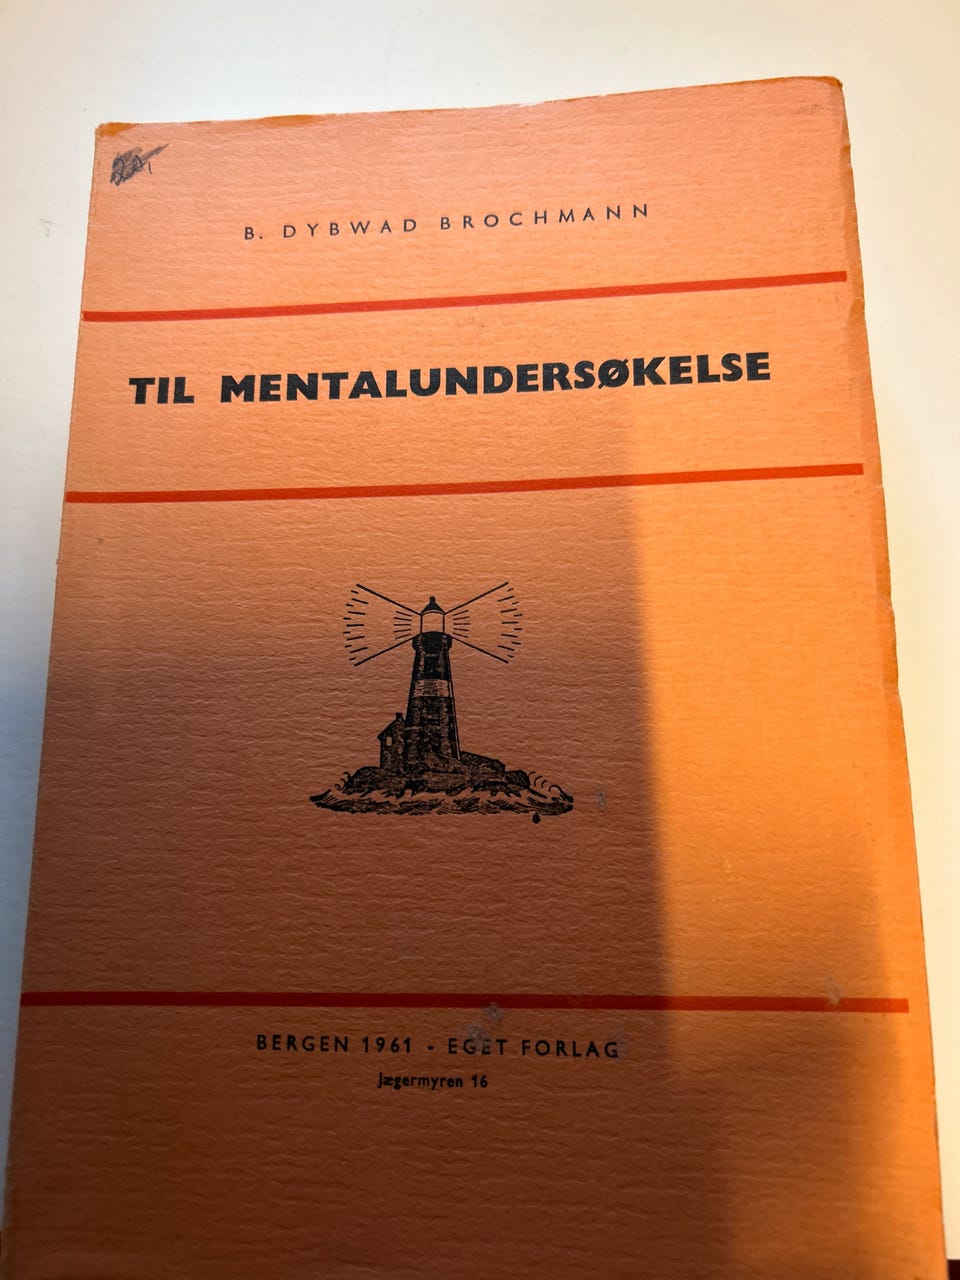 B. DYBWAD BROCHMANN
TIL MENTALUNDERSØKELSE
BERGEN 1961 - EGET FORLAG
Jægermyren 16